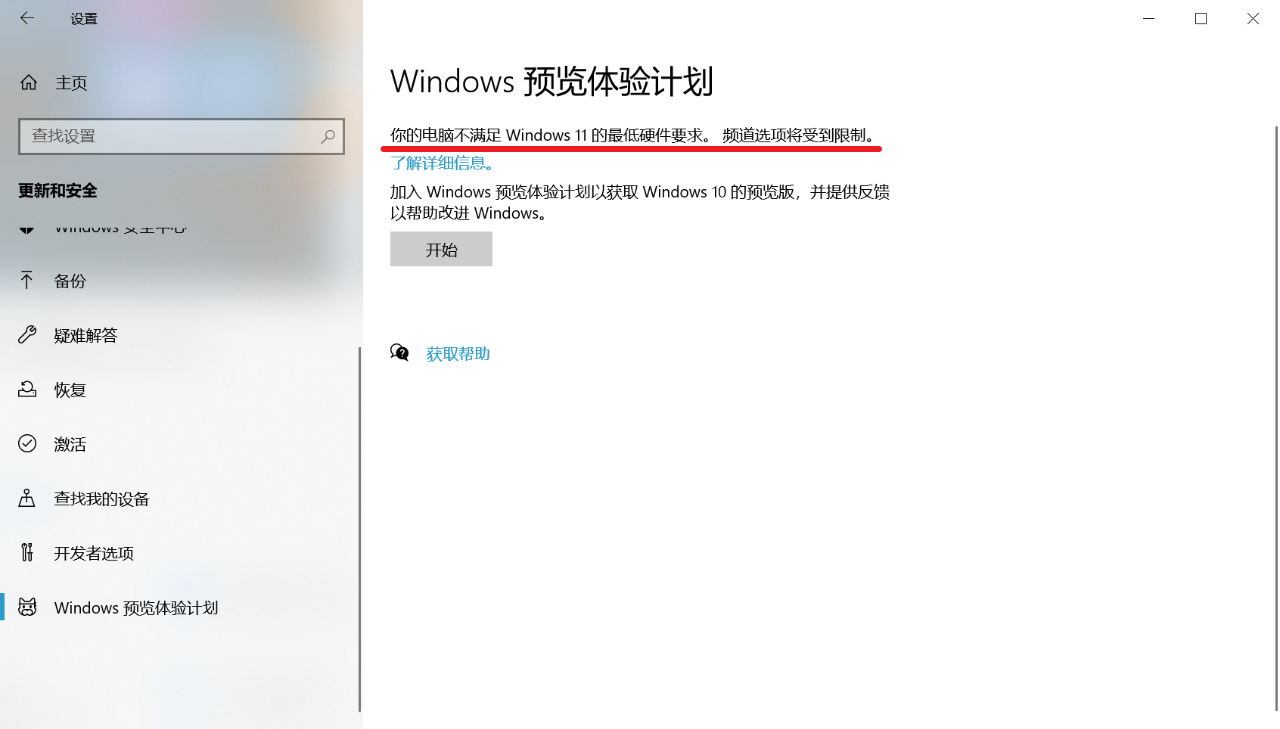 设置
主页
查找设置
更新和安全
Windows 安全中心
备份
疑难解答
恢复
激活
查找我的设备
开发者选项
Windows 预览体验计划
Windows 预览体验计划
你的电脑不满足 Windows 11 的最低硬件要求。 频道选项将受到限制。
了解详细信息。
加入 Windows 预览体验计划以获取 Windows 10 的预览版，并提供反馈
以帮助改进 Windows。
开始
获取帮助